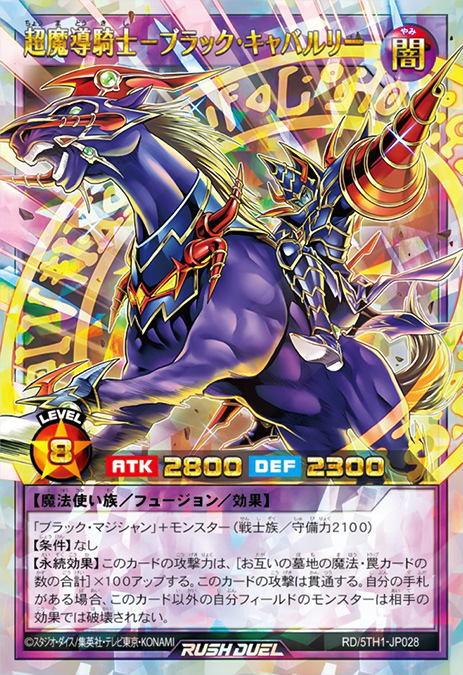 超魔導騎士－ブラック・キャバルリー
闇
LEVEL
8
ATK 2800 DEF 2300
【魔法使い族／フュージョン／効果】
「ブラック・マジシャン」＋モンスター（戦士族／守備力2100）
【条件】なし
【永続効果】このカードの攻撃力は、［お互いの墓地の魔法・罠カードの
数の合計］×100アップする。このカードの攻撃は貫通する。自分の手札
がある場合、このカード以外の自分フィールドのモンスターは相手の
効果では破壊されない。
©スタジオ・ダイス/集英社・テレビ東京・KONAMI
RUSH DUEL
RD/5TH1-JP028